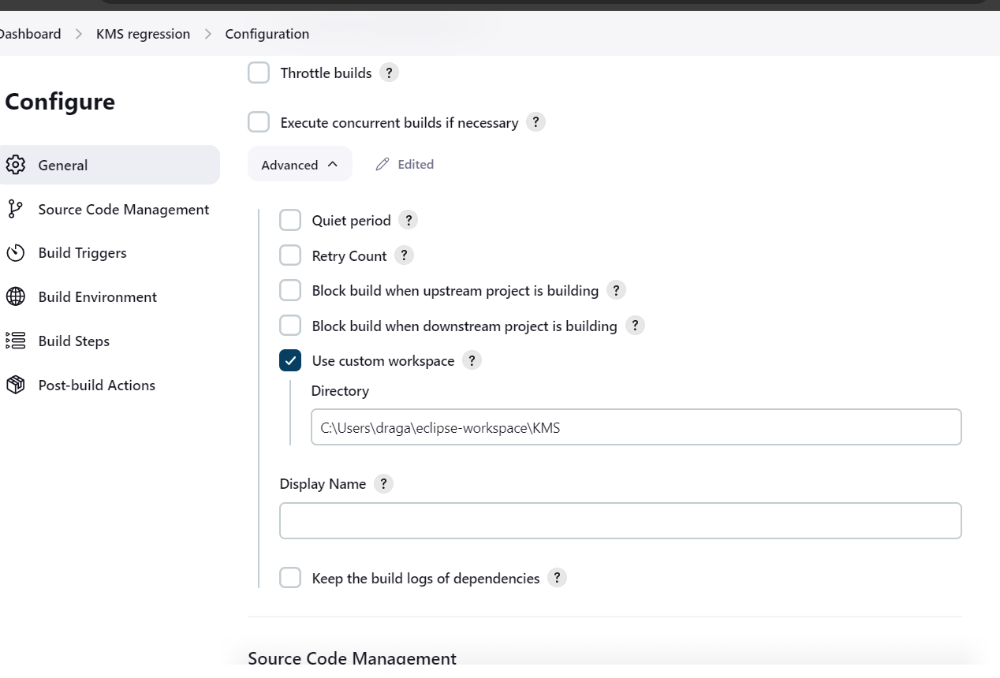 Dashboard > KMS regression > Configuration
Configure
General
Source Code Management
Build Triggers
Build Environment
Build Steps
Post-build Actions
Throttle builds ?
Execute concurrent builds if necessary ?
Advanced Edited
Quiet period ?
Retry Count ?
Block build when upstream project is building ?
Block build when downstream project is building ?
Use custom workspace ?
Directory
C:\Users\draga\eclipse-workspace\KMS
Display Name ?
Keep the build logs of dependencies ?
Source Code Management